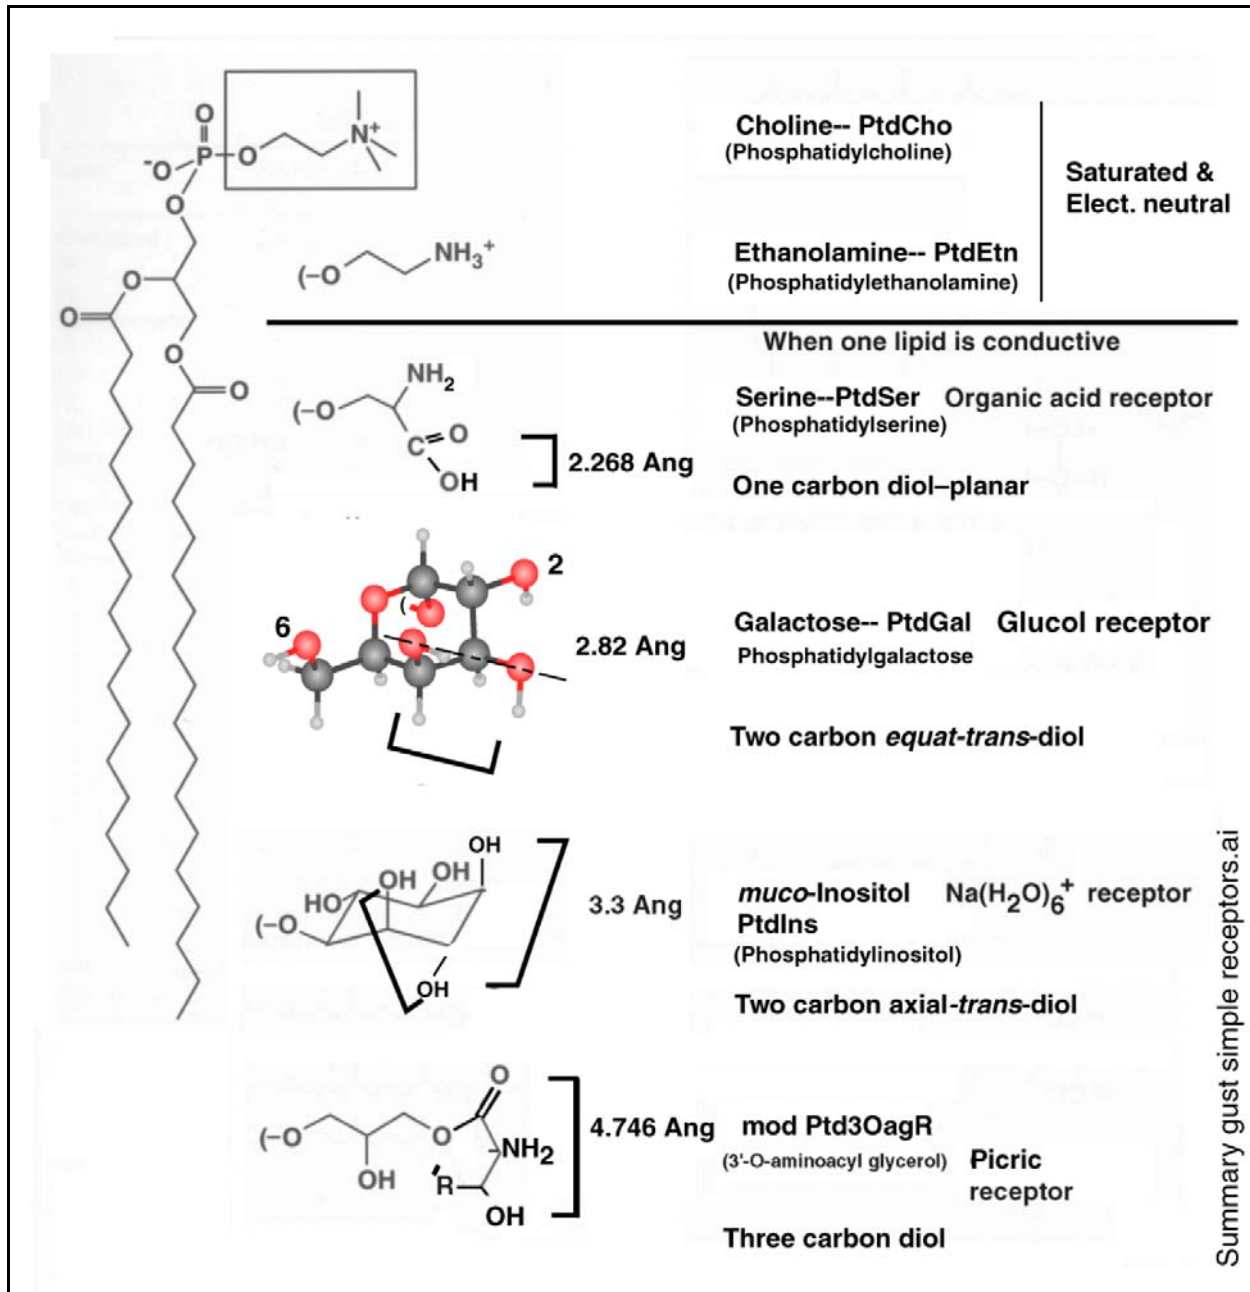 O
P
-O
O
N+
O
(–O
NH3+
O
O
O
O
Choline-- PtdCho
(Phosphatidylcholine)
Ethanolamine-- PtdEtn
(Phosphatidylethanolamine)
Saturated &
Elect. neutral
When one lipid is conductive
(–O
NH2
C
O
OH
2.268 Ang
Serine--PtdSer Organic acid receptor
(Phosphatidylserine)
One carbon diol–planar
2
6
(-
2.82 Ang
Galactose-- PtdGal Glucol receptor
Phosphatidylgalactose
Two carbon equat-trans-diol
OH
OH
OH
HO
(–O
OH
3.3 Ang
muco-Inositol Na(H2O)6+ receptor
PtdIns
(Phosphatidylinositol)
Two carbon axial-trans-diol
O
(–O
O
NH2
OH
R
OH
4.746 Ang
mod Ptd3OagR
(3'-O-aminoacyl glycerol) Picric
receptor
Three carbon diol
Summary gust simple receptors.ai